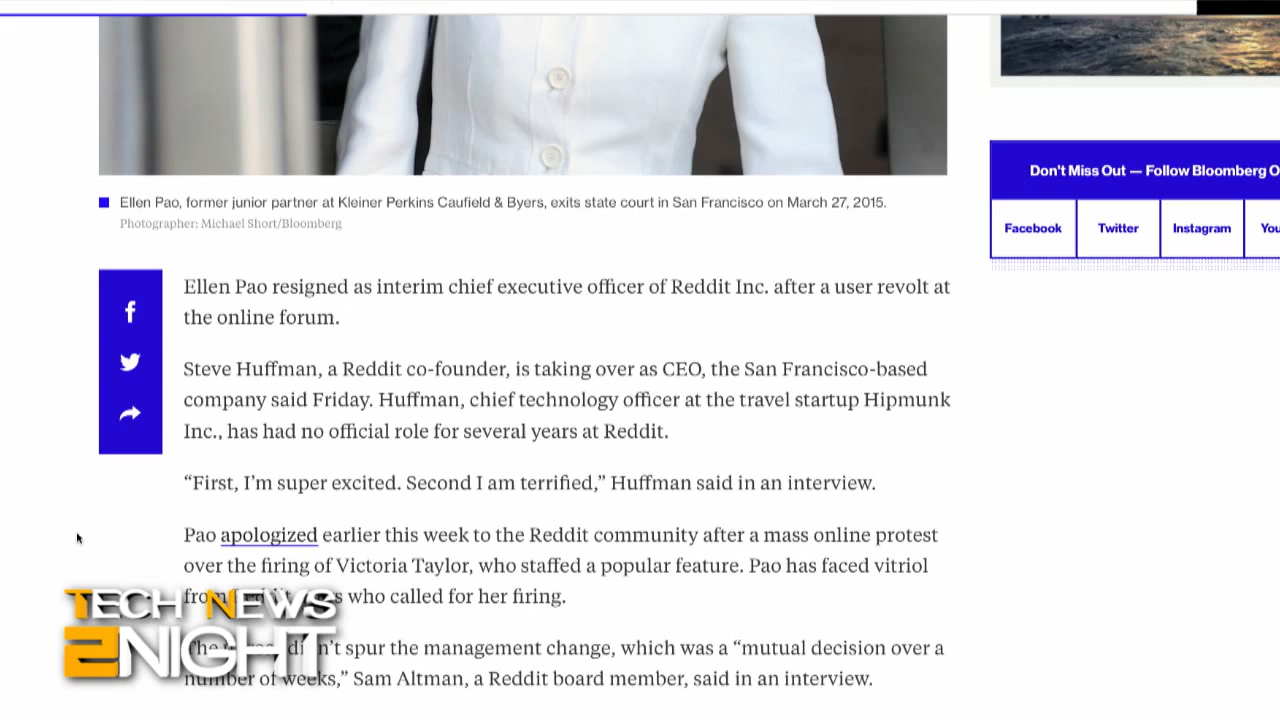 Don't Miss Out — Follow Bloomberg O
Facebook
Twitter
Instagram
You
Ellen Pao, former junior partner at Kleiner Perkins Caufield & Byers, exits state court in San Francisco on March 27, 2015.
Photographer: Michael Short/Bloomberg
Ellen Pao resigned as interim chief executive officer of Reddit Inc. after a user revolt at
the online forum.
Steve Huffman, a Reddit co-founder, is taking over as CEO, the San Francisco-based
company said Friday. Huffman, chief technology officer at the travel startup Hipmunk
Inc., has had no official role for several years at Reddit.
“First, I’m super excited. Second I am terrified,” Huffman said in an interview.
Pao apologized earlier this week to the Reddit community after a mass online protest
over the firing of Victoria Taylor, who staffed a popular feature. Pao has faced vitriol
from who called for her firing.
The didn’t spur the management change, which was a “mutual decision over a
number of weeks,” Sam Altman, a Reddit board member, said in an interview.
TECH NEWS
2NIGHT